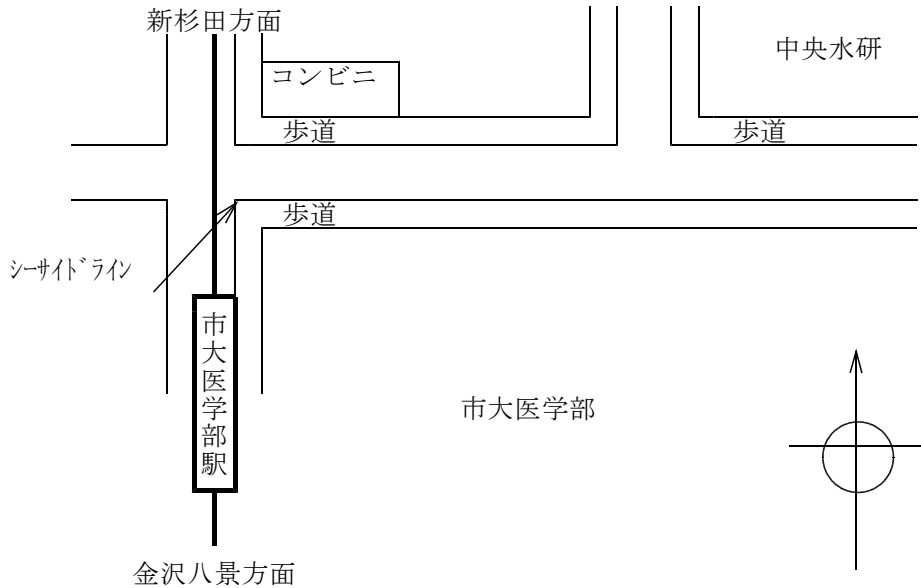 新杉田方面
中央水研
コンビニ
歩道
歩道
歩道
シーサイドライン
市大医学部駅
市大医学部
金沢八景方面